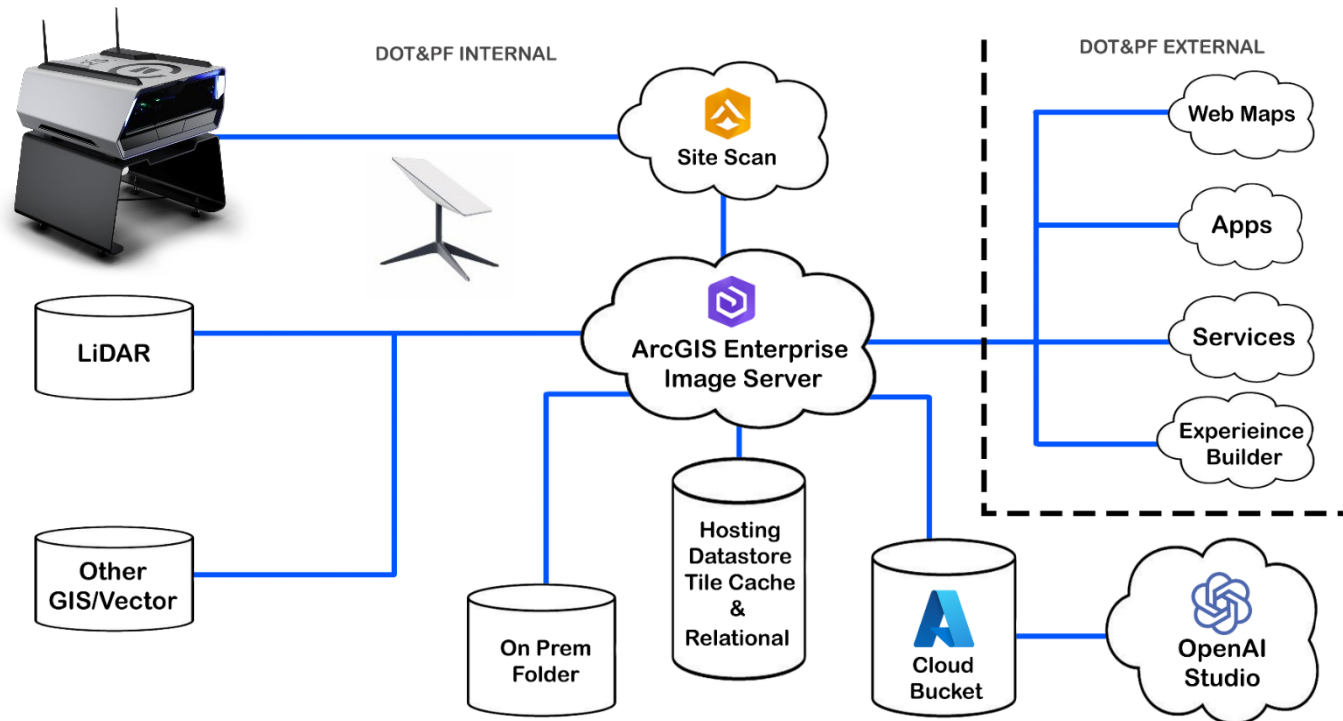 DOT&PF INTERNAL
DOT&PF EXTERNAL
Site Scan
Web Maps
Apps
Services
Experieince
Builder
ArcGIS Enterprise
Image Server
LiDAR
Other
GIS/Vector
On Prem
Folder
Hosting
Datastore
Tile Cache
&
Relational
Cloud
Bucket
OpenAI
Studio